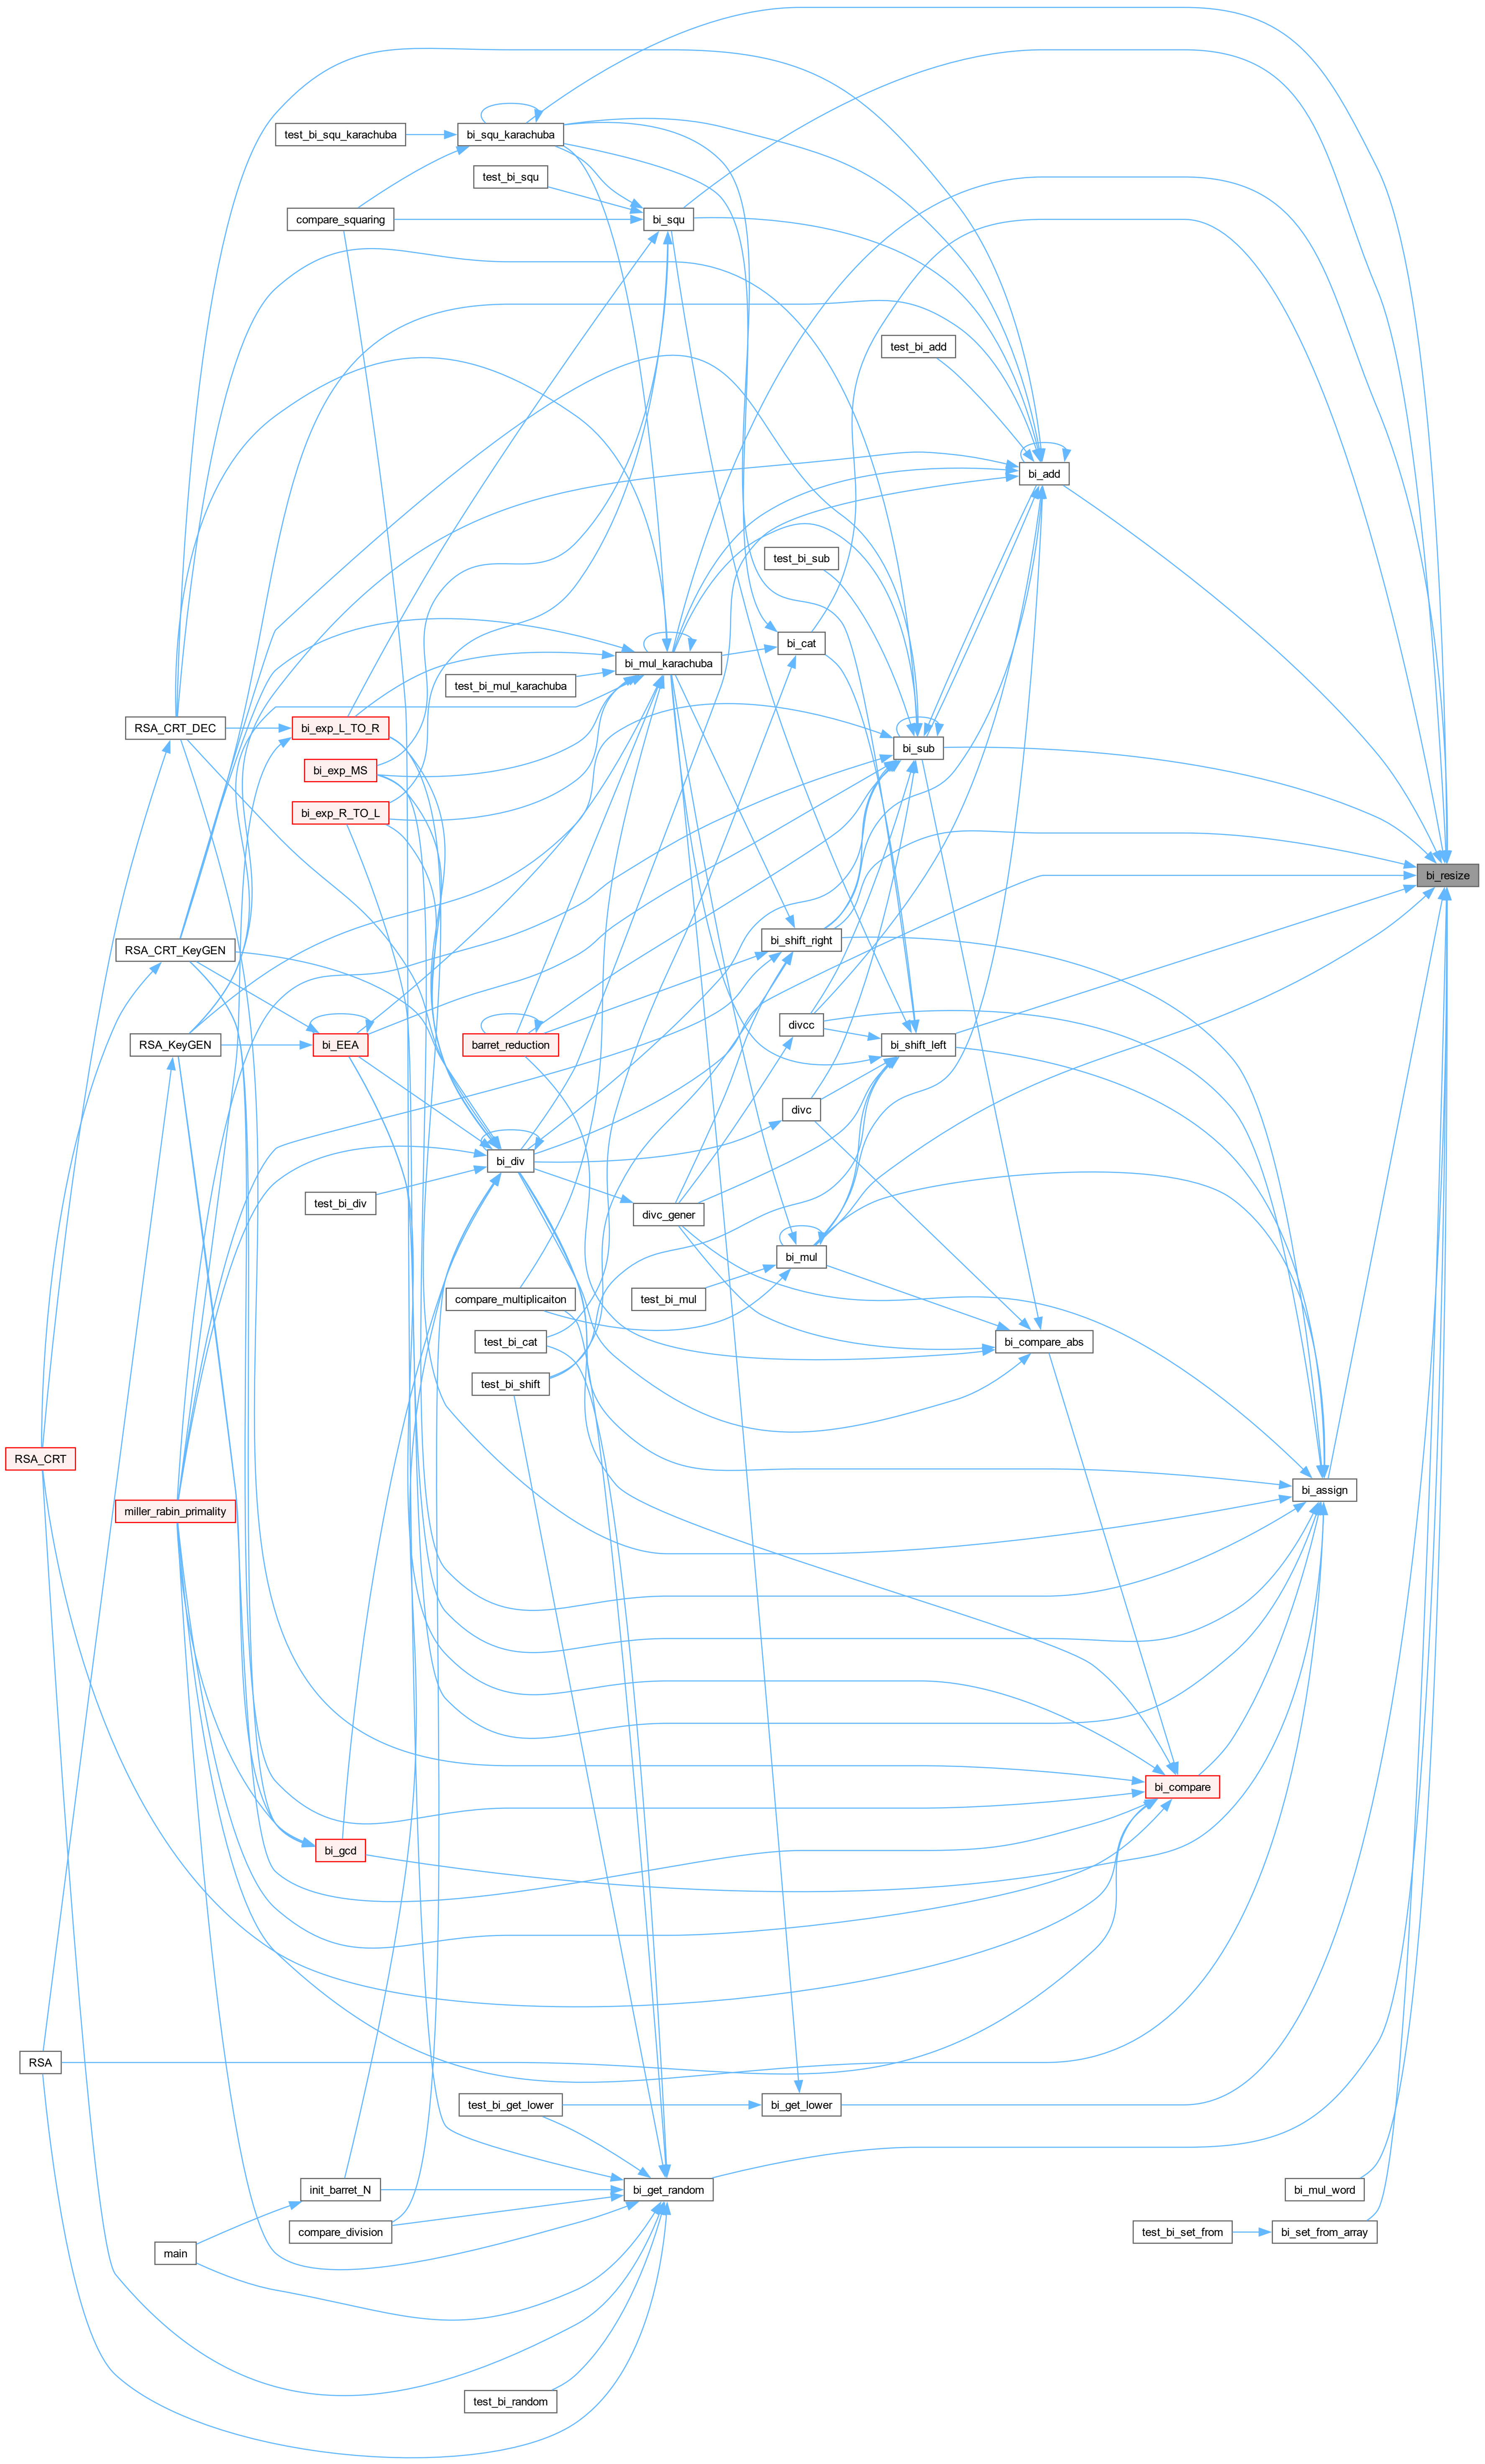 test_bi_squ_karachuba
bi_squ_karachuba
test_bi_squ
compare_squaring
bi_squ
test_bi_add
bi_add
test_bi_sub
bi_cat
bi_mul_karachuba
test_bi_mul_karachuba
RSA_CRT_DEC
bi_exp_L_TO_R
bi_sub
bi_exp_MS
bi_exp_R_TO_L
bi_resize
bi_shift_right
RSA_CRT_KeyGEN
divcc
RSA_KeyGEN
bi_EEA
barret_reduction
bi_shift_left
divc
bi_div
test_bi_div
divc_gener
bi_mul
compare_multiplicaiton
test_bi_mul
test_bi_cat
bi_compare_abs
test_bi_shift
RSA_CRT
bi_assign
miller_rabin_primality
bi_compare
bi_gcd
RSA
test_bi_get_lower
bi_get_lower
init_barret_N
bi_get_random
bi_mul_word
compare_division
test_bi_set_from
bi_set_from_array
main
test_bi_random